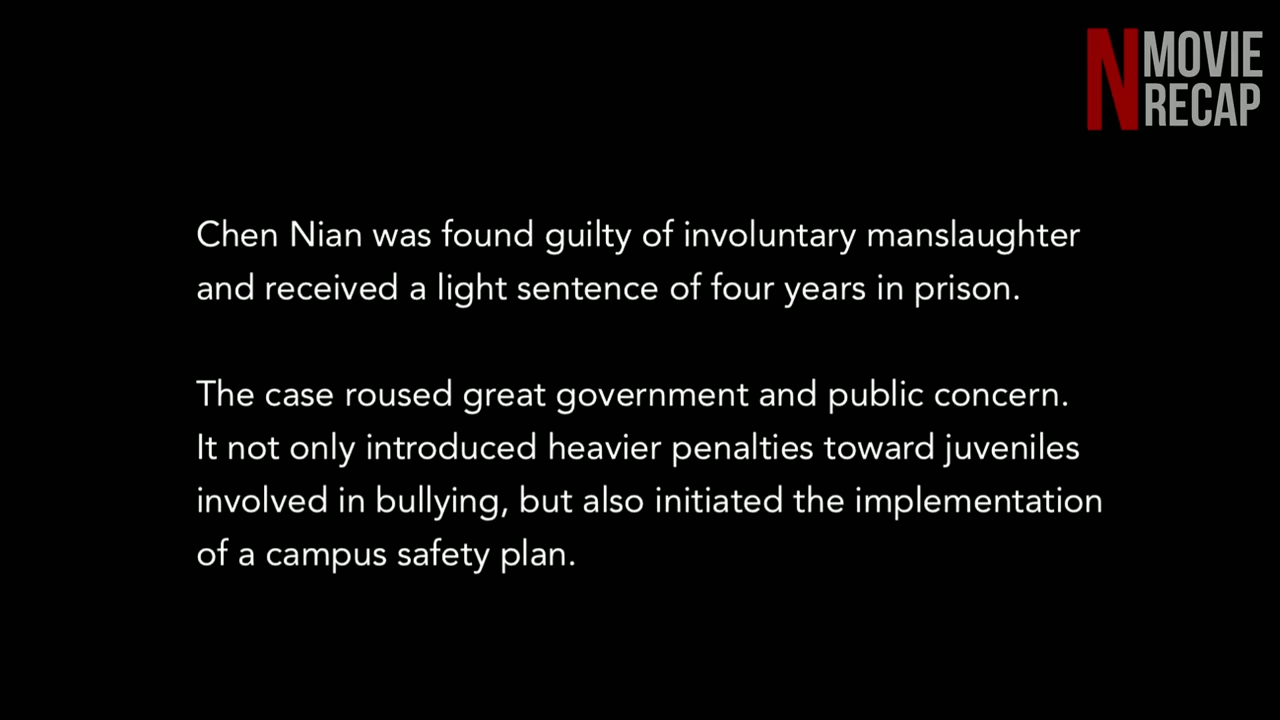 N MOVIE
RECAP
Chen Nian was found guilty of involuntary manslaughter
and received a light sentence of four years in prison.
The case roused great government and public concern.
It not only introduced heavier penalties toward juveniles
involved in bullying, but also initiated the implementation
of a campus safety plan.